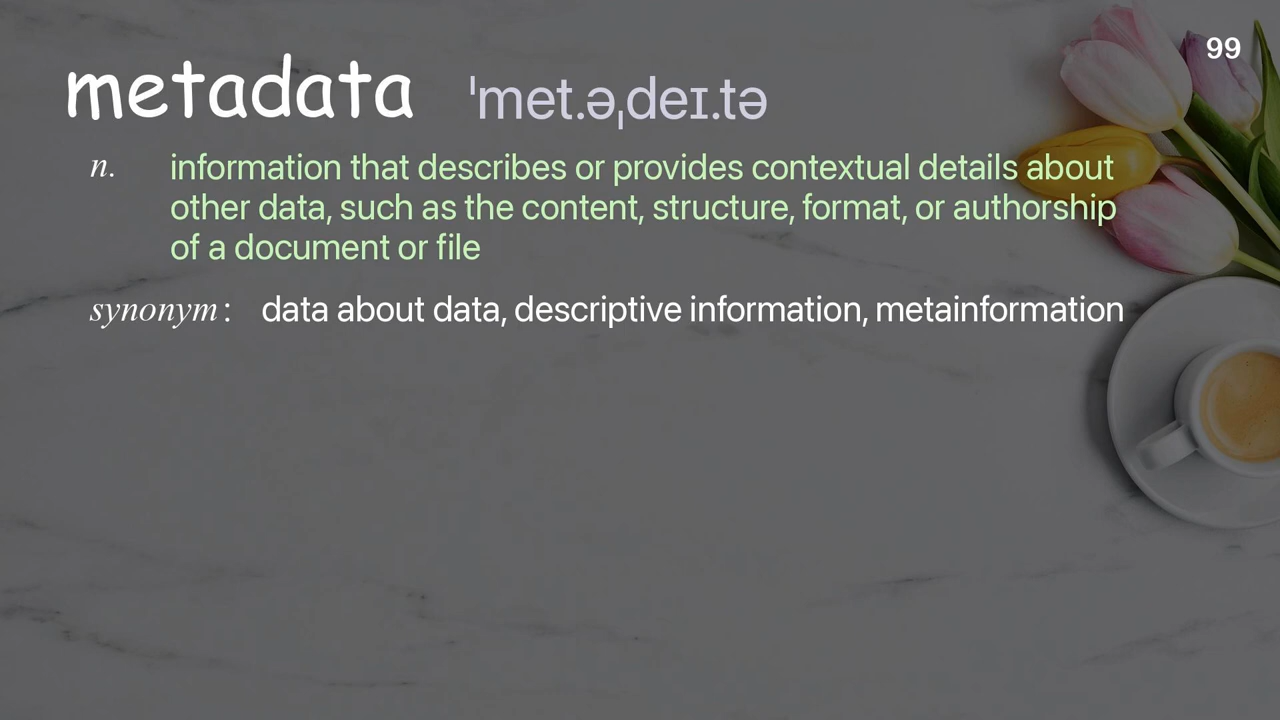 99
metadata ˈmet.əˌdeɪ.tə
n. information that describes or provides contextual details about
other data, such as the content, structure, format, or authorship
of a document or file
synonym: data about data, descriptive information, metainformation